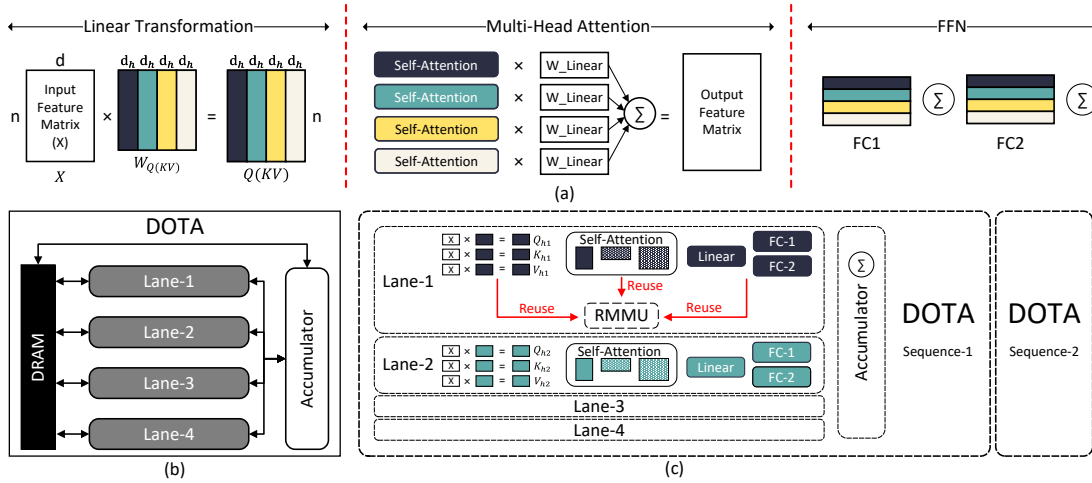 Linear Transformation
Multi-Head Attention
FFN
d
d_h d_h d_h d_h
d_h d_h d_h d_h
n
Input
Feature
Matrix
(X)
×
=
n
X
W_Q(KV)
Q(KV)
Self-Attention × W_Linear
Self-Attention × W_Linear
Self-Attention × W_Linear
Self-Attention × W_Linear
Σ
=
Output
Feature
Matrix
Σ
Σ
FC1
FC2
(a)
DOTA
DRAM
Lane-1
Lane-2
Lane-3
Lane-4
Accumulator
(b)
Lane-1
X × = Q_h1
X × = K_h1
X × = V_h1
Self-Attention
Linear
FC-1
FC-2
Reuse
Reuse
Reuse
RMMU
Lane-2
X × = Q_h2
X × = K_h2
X × = V_h2
Self-Attention
Linear
FC-1
FC-2
Lane-3
Lane-4
Σ
Accumulator
DOTA
Sequence-1
DOTA
Sequence-2
(c)